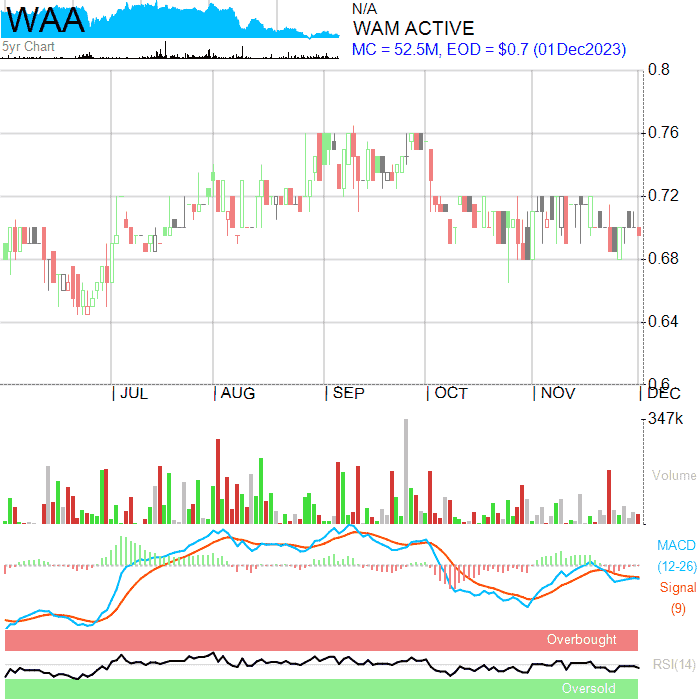 WAA
5yr Chart
N/A
WAM ACTIVE
MC = 52.5M, EOD = $0.7 (01Dec2023)
0.8
0.76
0.72
0.68
0.64
0.6
| JUL | AUG | SEP | OCT | NOV | DEC
347k
Volume
MACD
(12-26)
Signal
(9)
Overbought
RSI(14)
Oversold